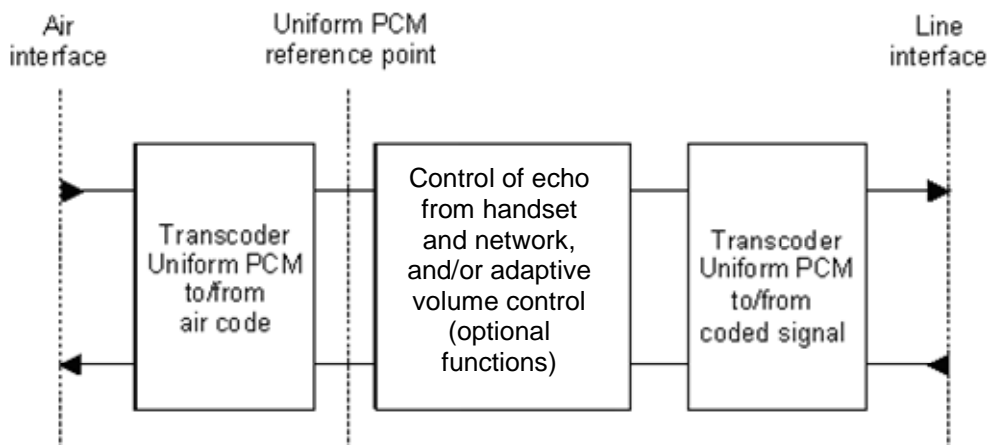 Air
interface
Uniform PCM
reference point
Line
interface
Transcoder
Uniform PCM
to/from
air code
Control of echo
from handset
and network,
and/or adaptive
volume control
(optional
functions)
Transcoder
Uniform PCM
to/from
coded signal